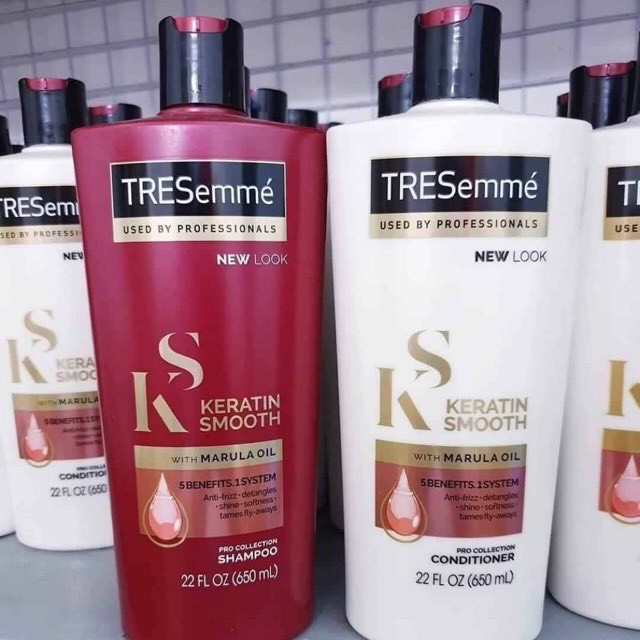 TRESemmé
USED BY PROFESSIONALS
NEW LOOK
KS
KERATIN
SMOOTH
WITH MARULA OIL
5 BENEFITS. 1 SYSTEM
Anti-frizz • detangles
• shine • softness •
tames fly-aways
PRO COLLECTION
SHAMPOO
22 FL OZ (650 mL)
TRESemmé
USED BY PROFESSIONALS
NEW LOOK
KS
KERATIN
SMOOTH
WITH MARULA OIL
5 BENEFITS. 1 SYSTEM
Anti-frizz • detangles
• shine • softness •
tames fly-aways
PRO COLLECTION
CONDITIONER
22 FL OZ (650 mL)